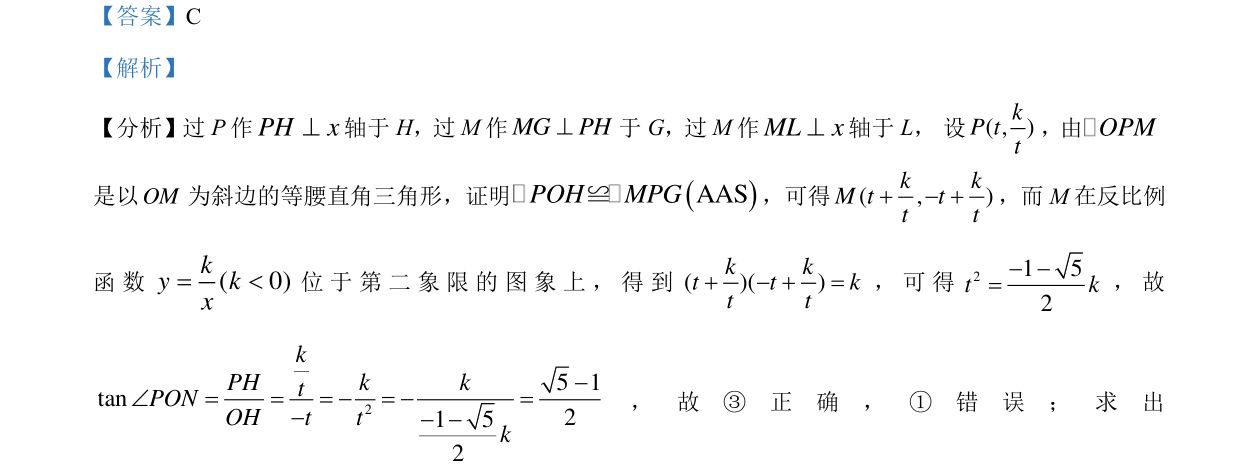 【答案】C
【解析】
【分析】过 P 作 PH ⊥ x 轴于 H，过 M 作 MG ⊥ PH 于 G，过 M 作 ML ⊥ x 轴于 L， 设 P(t, k/t) ，由□OPM
是以 OM 为斜边的等腰直角三角形，证明□POH≌□MPG(AAS)，可得 M(t + k/t, −t + k/t)，而 M 在反比例
函数 y = k/x (k < 0) 位于第二象限的图象上，得到 (t + k/t)(−t + k/t) = k ，可得 t² = (−1−√5)/2 k ，故
tan∠PON = PH/OH = (k/t)/(−t) = −k/t² = −k/((−1−√5)/2 k) = (√5−1)/2 ，故③正确，①错误；求出